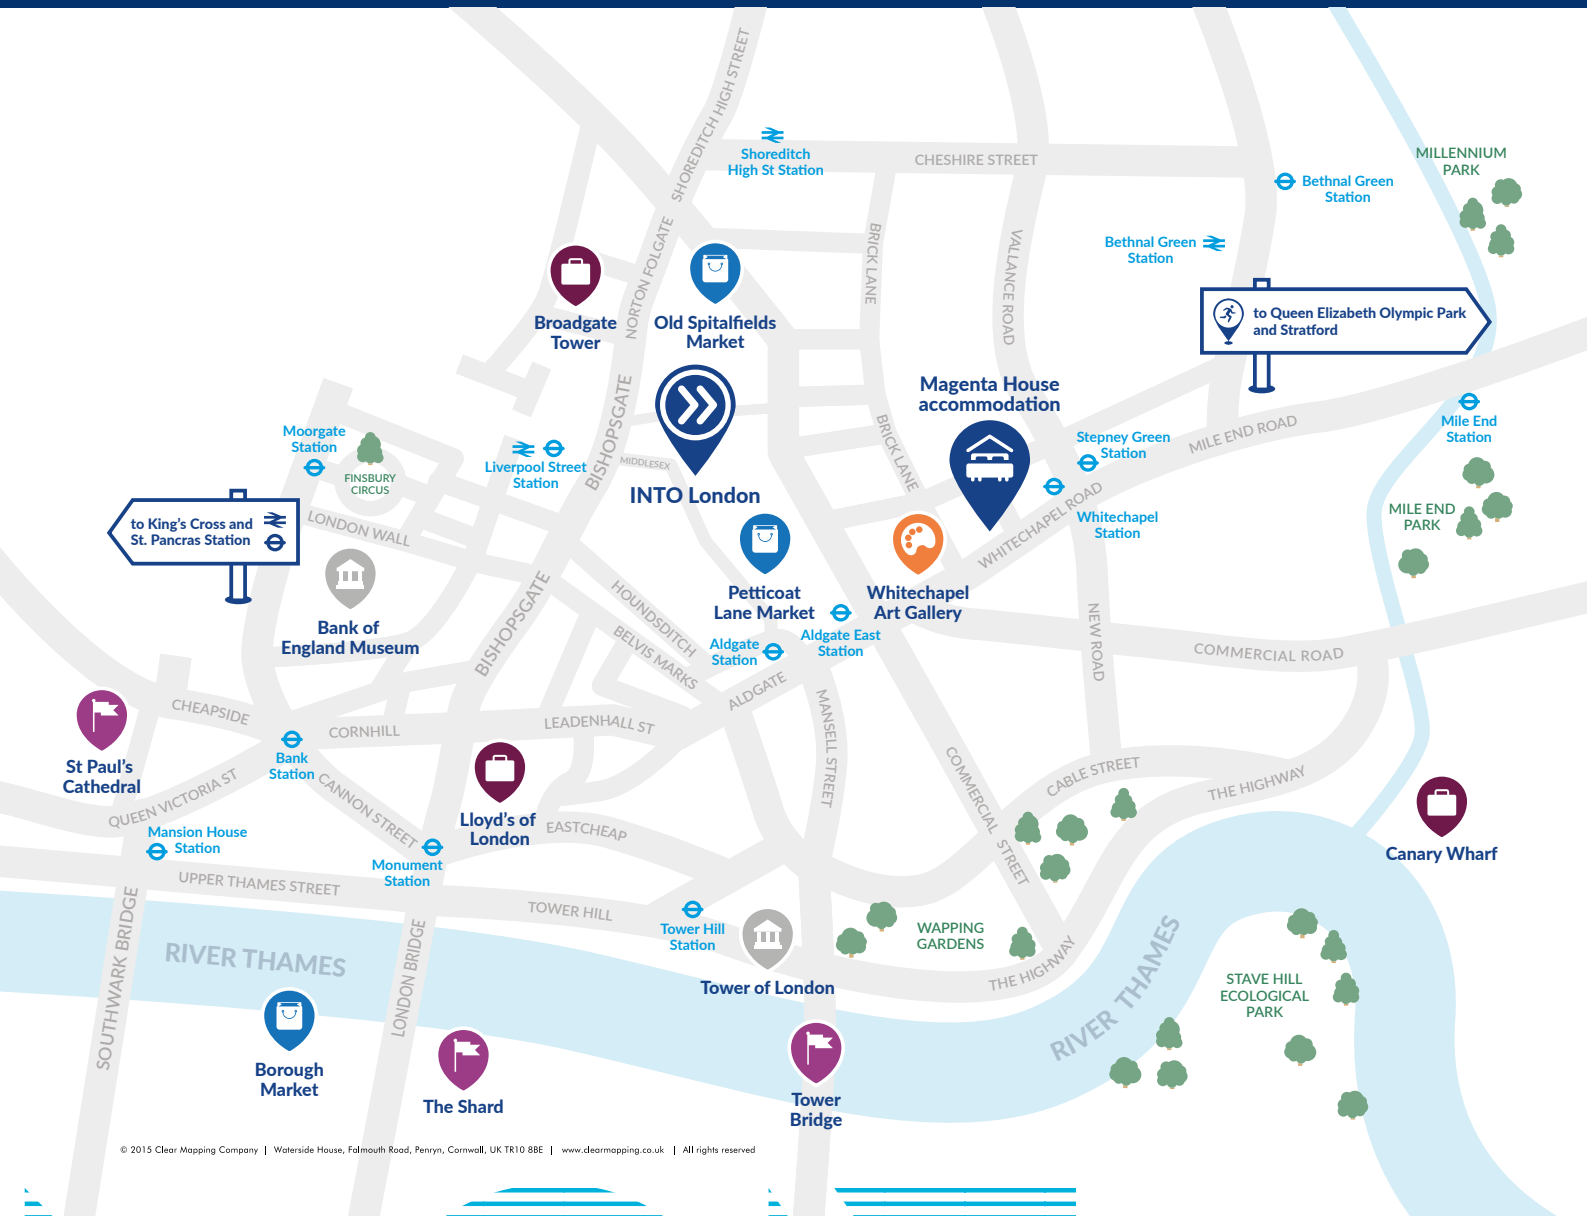 SHOREDITCH HIGH STREET
Shoreditch
High St Station
CHESHIRE STREET
MILLENNIUM
PARK
Bethnal Green
Station
Bethnal Green
Station
BRICK LANE
VALLANCE ROAD
NORTON FOLGATE
to Queen Elizabeth Olympic Park
and Stratford
Broadgate
Tower
Old Spitalfields
Market
Magenta House
accommodation
BISHOPSGATE
BRICK LANE
MILE END ROAD
Mile End
Station
Moorgate
Station
FINSBURY
CIRCUS
Liverpool Street
Station
MIDDLESEX
INTO London
Stepney Green
Station
WHITECHAPEL ROAD
Whitechapel
Station
MILE END
PARK
to King's Cross and
St. Pancras Station
LONDON WALL
Bank of
England Museum
BISHOPSGATE
HOUNDSDITCH
BELVIS MARKS
Petticoat
Lane Market
Whitechapel
Art Gallery
Aldgate
Station
Aldgate East
Station
NEW ROAD
COMMERCIAL ROAD
ALDGATE
MANSELL STREET
CHEAPSIDE
CORNHILL
LEADENHALL ST
St Paul's
Cathedral
Bank
Station
QUEEN VICTORIA ST
CANNON STREET
COMMERCIAL STREET
CABLE STREET
THE HIGHWAY
Lloyd's of
London
EASTCHEAP
Mansion House
Station
Monument
Station
Canary Wharf
UPPER THAMES STREET
TOWER HILL
Tower Hill
Station
WAPPING
GARDENS
SOUTHWARK BRIDGE
RIVER THAMES
LONDON BRIDGE
Tower of London
THE HIGHWAY
RIVER THAMES
STAVE HILL
ECOLOGICAL
PARK
Borough
Market
The Shard
Tower
Bridge
© 2015 Clear Mapping Company | Waterside House, Falmouth Road, Penryn, Cornwall, UK TR10 8BE | www.clearmapping.co.uk | All rights reserved